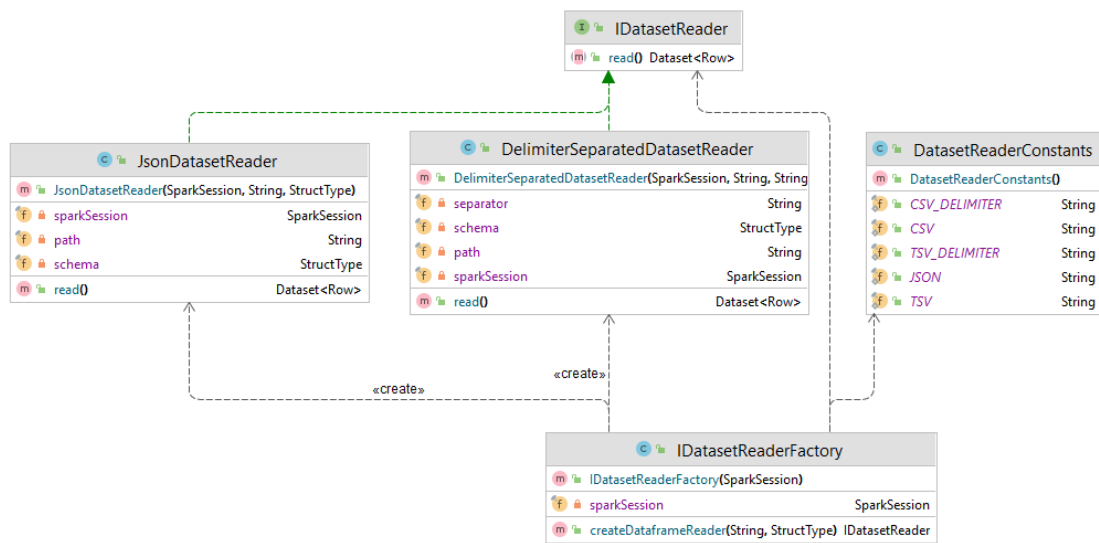 IDatasetReader
read() Dataset<Row>
JsonDatasetReader
JsonDatasetReader(SparkSession, String, StructType)
sparkSession SparkSession
path String
schema StructType
read() Dataset<Row>
DelimiterSeparatedDatasetReader
DelimiterSeparatedDatasetReader(SparkSession, String, String
separator String
schema StructType
path String
sparkSession SparkSession
read() Dataset<Row>
DatasetReaderConstants
DatasetReaderConstants()
CSV_DELIMITER String
CSV String
TSV_DELIMITER String
JSON String
TSV String
«create»
«create»
IDatasetReaderFactory
IDatasetReaderFactory(SparkSession)
sparkSession SparkSession
createDataframeReader(String, StructType) IDatasetReader